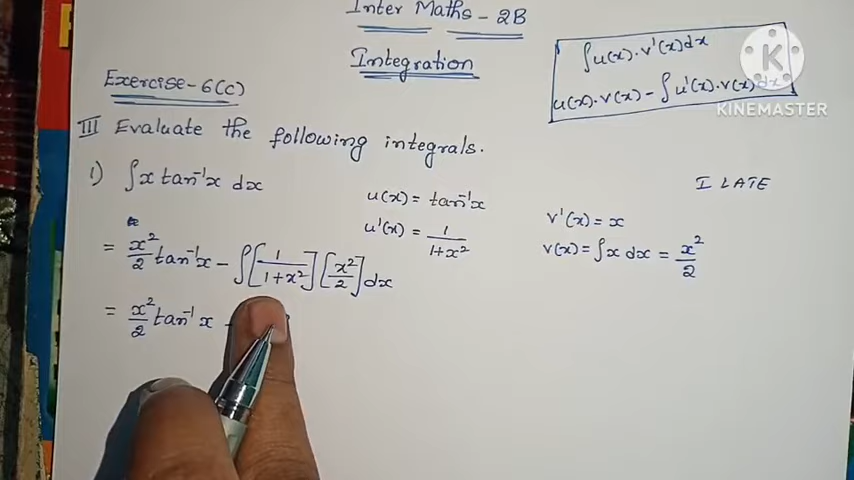 Inter Maths - 2B
Integration
∫u(x).v'(x)dx
u(x).v(x) - ∫u'(x).v(x)dx
KINEMASTER
Exercise - 6(c)
III Evaluate the following integrals.
i) ∫x tan⁻¹x dx
I LATE
u(x) = tan⁻¹x
v'(x) = x
u'(x) = 1/(1+x²)
v(x) = ∫x dx = x²/2
= x²/2 tan⁻¹x - ∫[1/(1+x²)][x²/2]dx
= x²/2 tan⁻¹x -